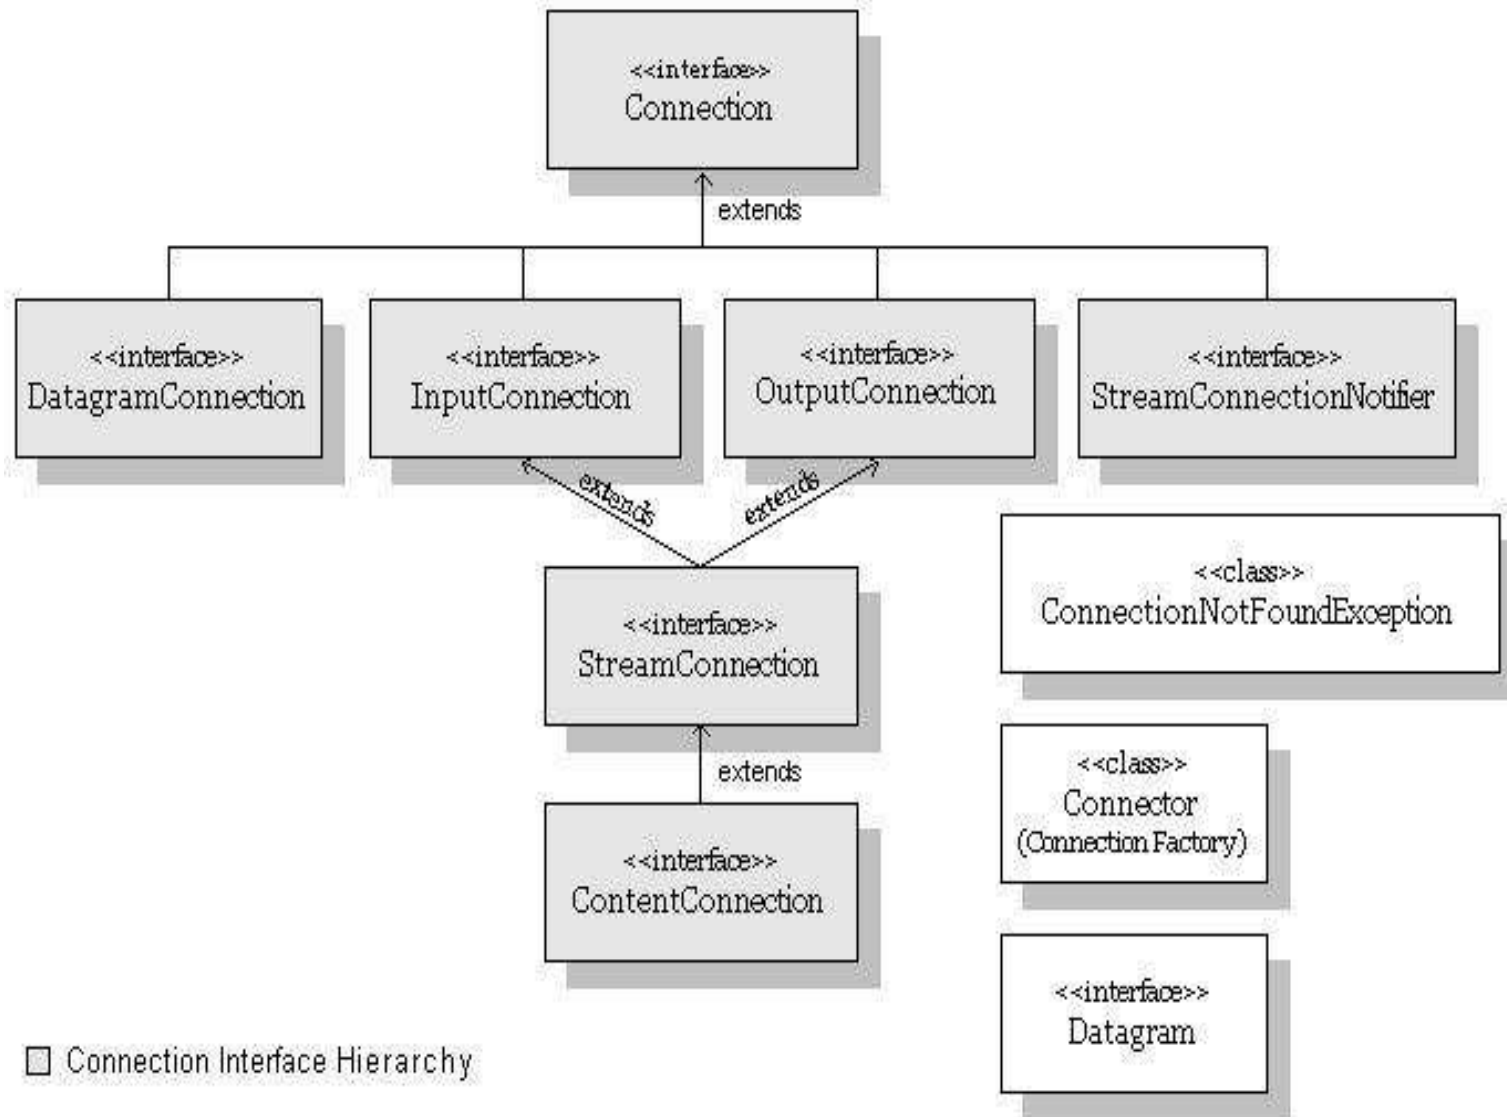 <<interface>>
Connection
extends
<<interface>>
DatagramConnection
<<interface>>
InputConnection
<<interface>>
OutputConnection
<<interface>>
StreamConnectionNotifier
extends
extends
<<class>>
ConnectionNotFoundException
<<interface>>
StreamConnection
<<class>>
Connector
(Connection Factory)
extends
<<interface>>
ContentConnection
<<interface>>
Datagram
Connection Interface Hierarchy